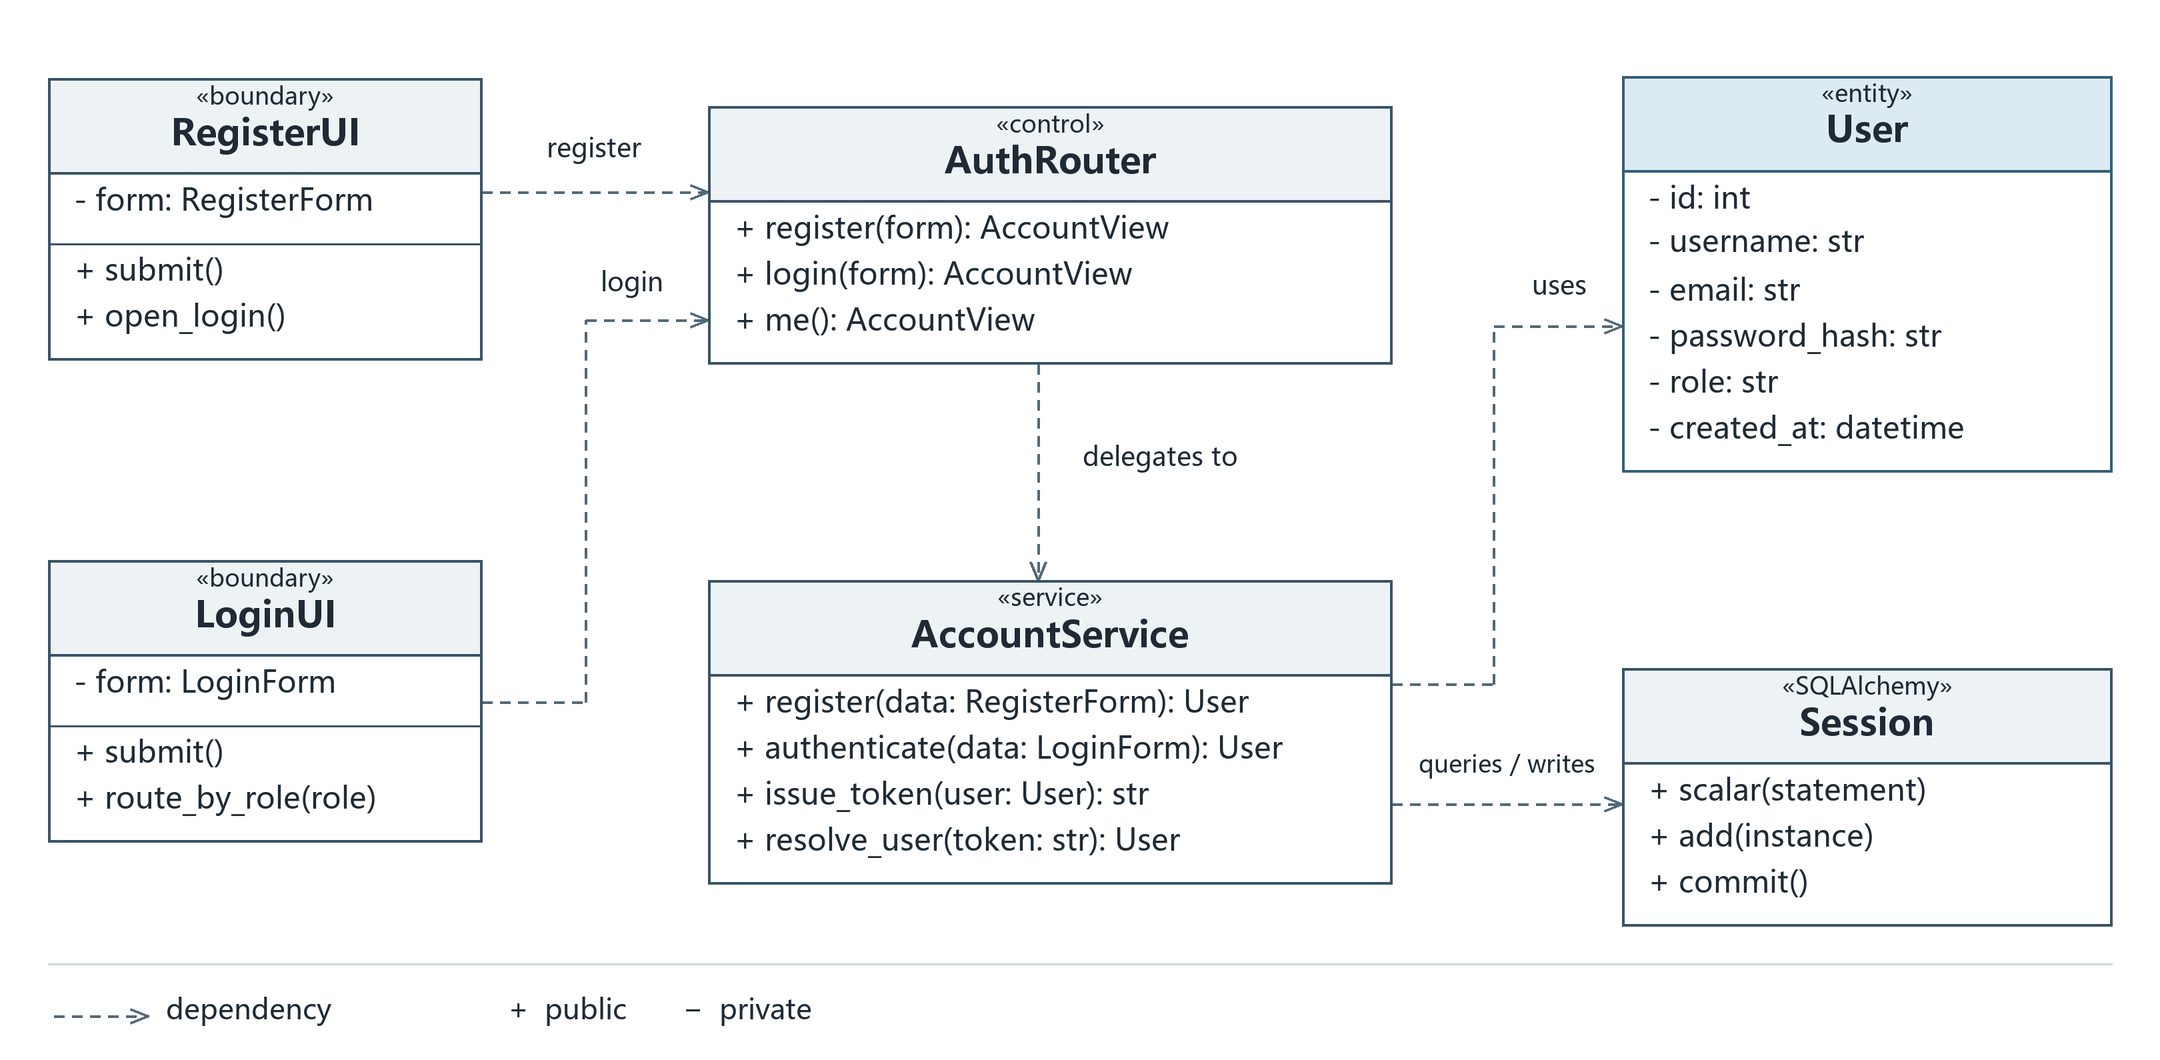 «boundary»
RegisterUI
- form: RegisterForm
+ submit()
+ open_login()
register
login
«control»
AuthRouter
+ register(form): AccountView
+ login(form): AccountView
+ me(): AccountView
delegates to
uses
«entity»
User
- id: int
- username: str
- email: str
- password_hash: str
- role: str
- created_at: datetime
«boundary»
LoginUI
- form: LoginForm
+ submit()
+ route_by_role(role)
«service»
AccountService
+ register(data: RegisterForm): User
+ authenticate(data: LoginForm): User
+ issue_token(user: User): str
+ resolve_user(token: str): User
queries / writes
«SQLAlchemy»
Session
+ scalar(statement)
+ add(instance)
+ commit()
dependency
+ public
– private